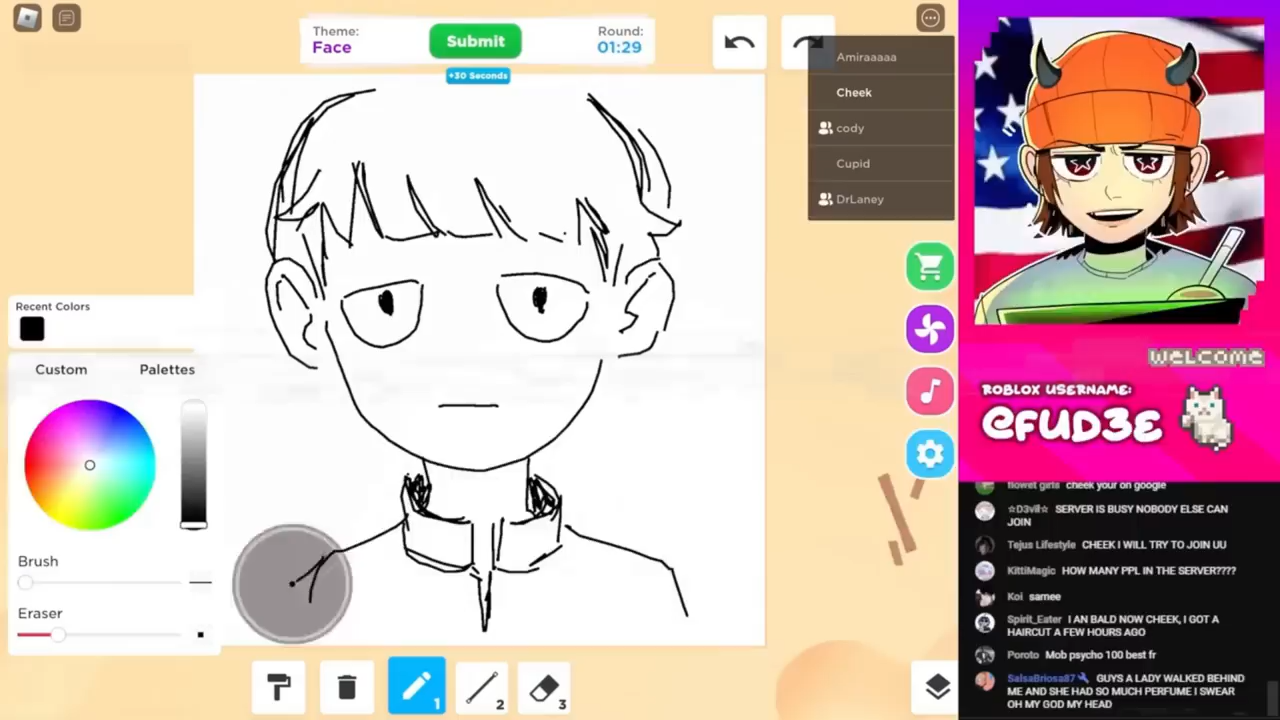 Theme:
Face
Submit
Round:
01:29
+30 Seconds
Amiraaaaa
Cheek
cody
Cupid
DrLaney
Recent Colors
Custom
Palettes
Brush
Eraser
1
2
3
welcome
ROBLOX USERNAME:
@FUD3E
flowet girls cheek your on google
☆D3vil☆ SERVER IS BUSY NOBODY ELSE CAN
JOIN
Tejus Lifestyle CHEEK I WILL TRY TO JOIN UU
KittiMagic HOW MANY PPL IN THE SERVER????
Koi samee
Spirit_Eater I AN BALD NOW CHEEK, I GOT A
HAIRCUT A FEW HOURS AGO
Poroto Mob psycho 100 best fr
SalsaBriosa87 GUYS A LADY WALKED BEHIND
ME AND SHE HAD SO MUCH PERFUME I SWEAR
OH MY GOD MY HEAD